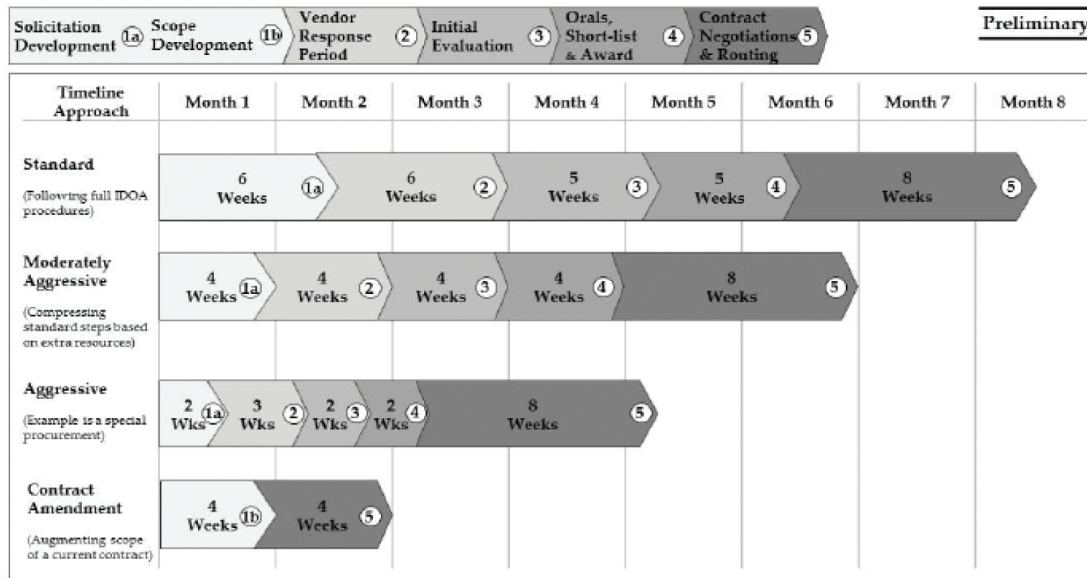 Solicitation
Development 1a
Scope
Development 1b
Vendor
Response
Period 2
Initial
Evaluation 3
Orals,
Short-list
& Award 4
Contract
Negotiations
& Routing 5
Preliminary
Timeline
Approach
Month 1
Month 2
Month 3
Month 4
Month 5
Month 6
Month 7
Month 8
Standard
(Following full IDOA
procedures)
6
Weeks 1a
6
Weeks 2
5
Weeks 3
5
Weeks 4
8
Weeks 5
Moderately
Aggressive
(Compressing
standard steps based
on extra resources)
4
Weeks 1a
4
Weeks 2
4
Weeks 3
4
Weeks 4
8
Weeks 5
Aggressive
(Example is a special
procurement)
2
Wks 1a
3
Wks 2
2
Wks 3
2
Wks 4
8
Weeks 5
Contract
Amendment
(Augmenting scope
of a current contract)
4
Weeks 1b
4
Weeks 5